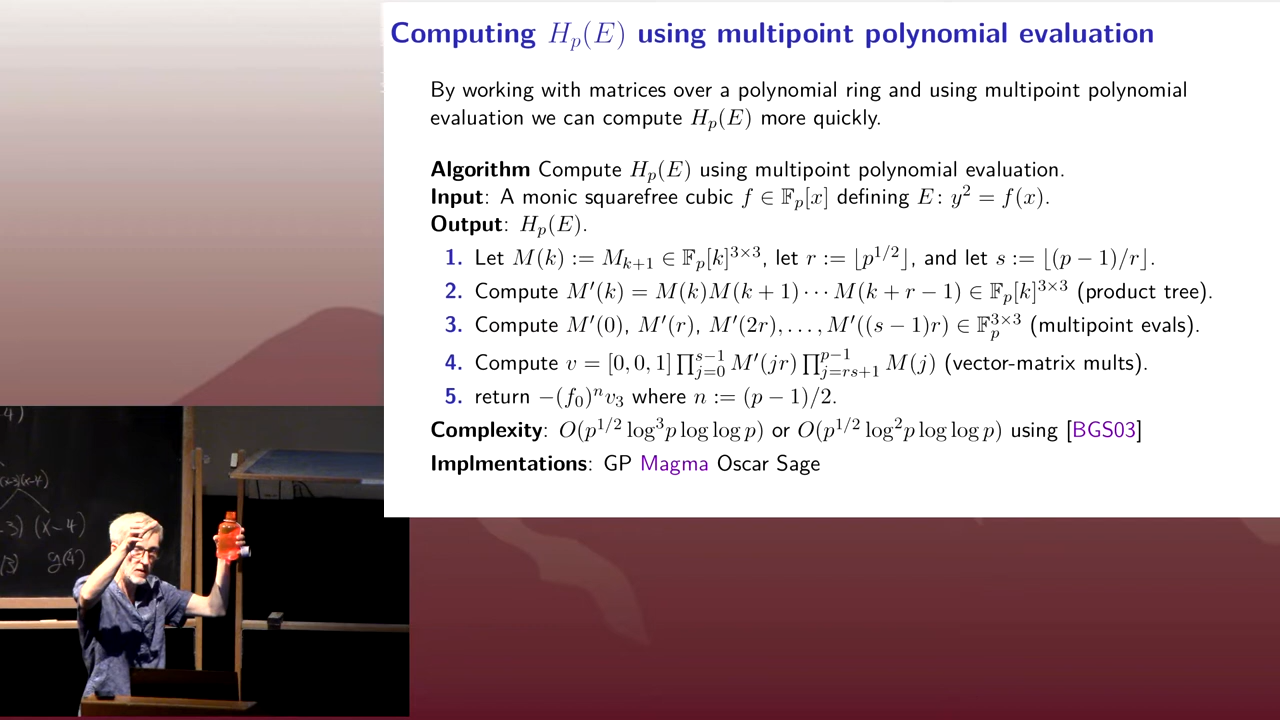 Computing H_p(E) using multipoint polynomial evaluation
By working with matrices over a polynomial ring and using multipoint polynomial
evaluation we can compute H_p(E) more quickly.
Algorithm Compute H_p(E) using multipoint polynomial evaluation.
Input: A monic squarefree cubic f ∈ 𝔽_p[x] defining E: y² = f(x).
Output: H_p(E).
1. Let M(k) := M_{k+1} ∈ 𝔽_p[k]^{3×3}, let r := ⌊p^{1/2}⌋, and let s := ⌊(p − 1)/r⌋.
2. Compute M′(k) = M(k)M(k + 1) ⋯ M(k + r − 1) ∈ 𝔽_p[k]^{3×3} (product tree).
3. Compute M′(0), M′(r), M′(2r), . . . , M′((s − 1)r) ∈ 𝔽_p^{3×3} (multipoint evals).
4. Compute v = [0, 0, 1] ∏_{j=0}^{s−1} M′(jr) ∏_{j=rs+1}^{p−1} M(j) (vector-matrix mults).
5. return −(f_0)^n v_3 where n := (p − 1)/2.
Complexity: O(p^{1/2} log³p log log p) or O(p^{1/2} log²p log log p) using [BGS03]
Implmentations: GP Magma Oscar Sage
(x-3)(x-4)
-3) (x-4)
g(4)